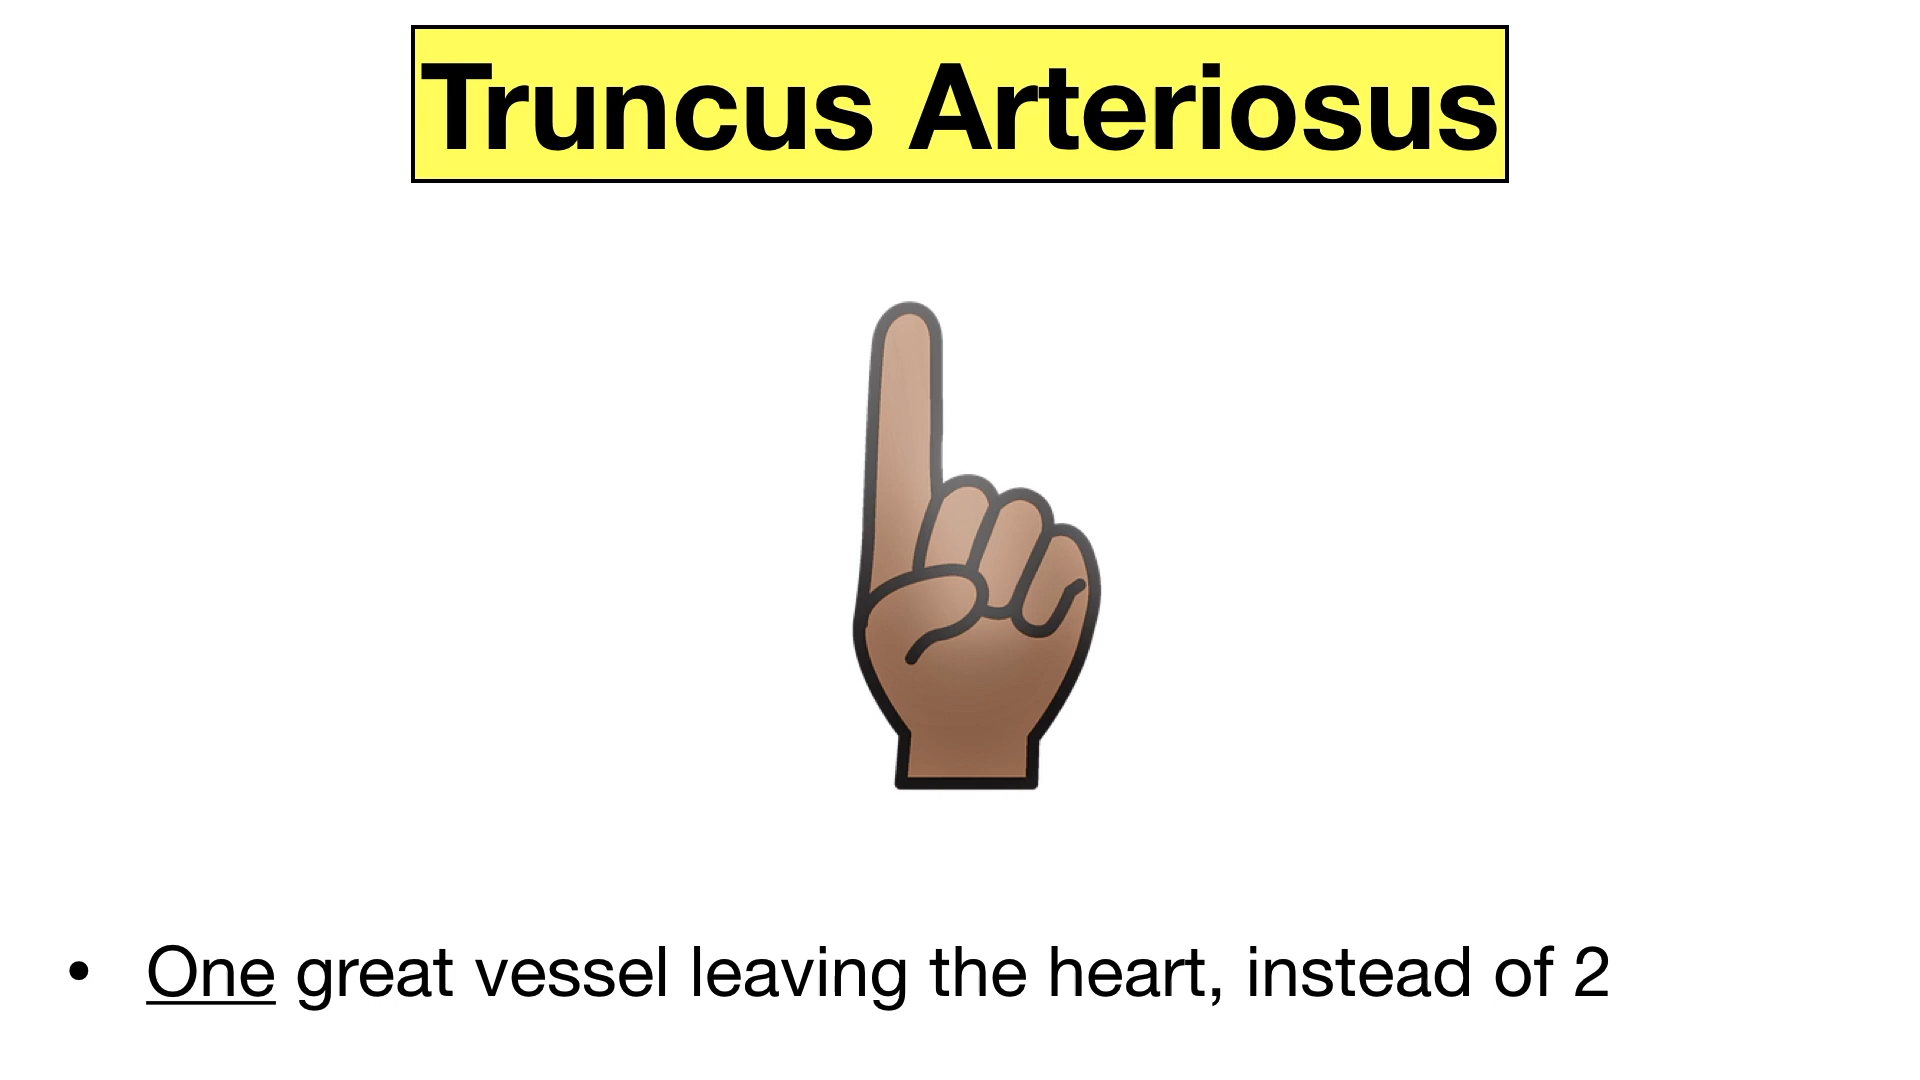 Truncus Arteriosus
• One great vessel leaving the heart, instead of 2